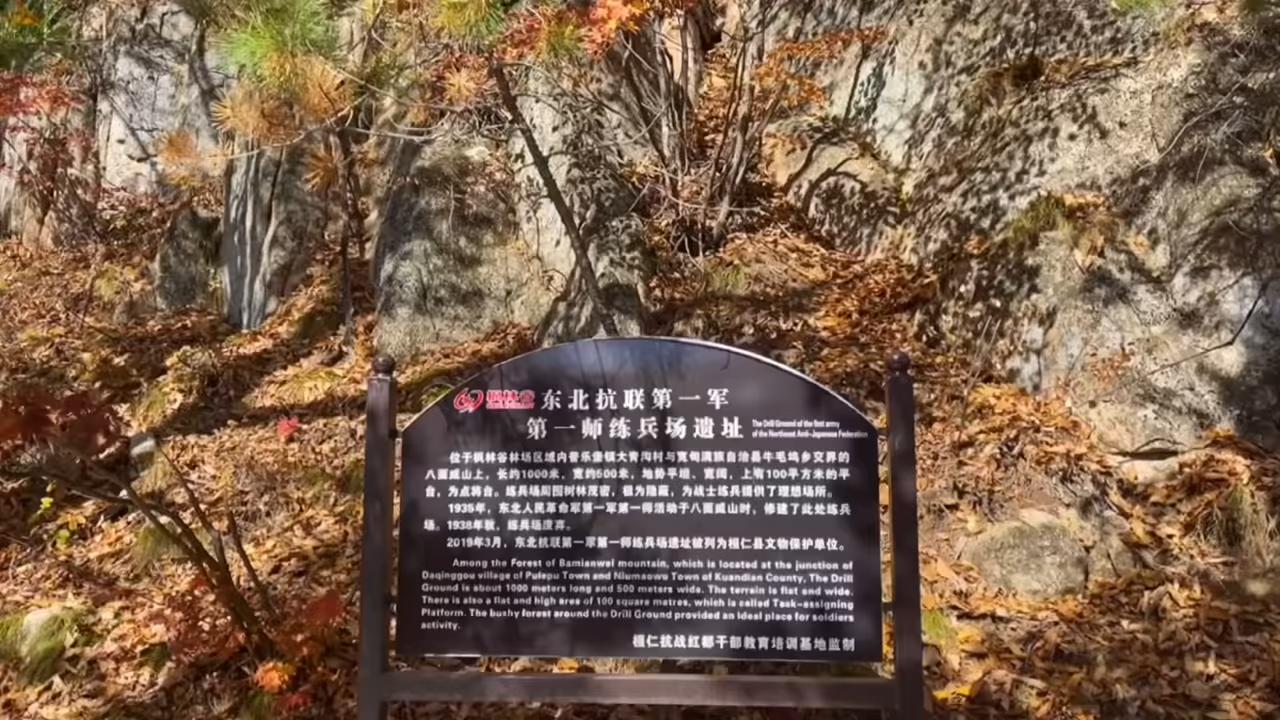 枫林谷
东北抗联第一军
第一师练兵场遗址
The Drill Ground of the first army
of the Northeast Anti-Japanese Federation
位于枫林谷林场区域内普乐堡镇大青沟村与宽甸满族自治县牛毛坞乡交界的
八面威山上，长约1000米，宽约500米，地势平坦、宽阔，上有100平方米的平
台，为点将台。练兵场周围树林茂密，极为隐蔽，为战士练兵提供了理想场所。
1935年，东北人民革命军第一军第一师活动于八面威山时，修建了此处练兵
场。1938年秋，练兵场废弃。
2019年3月，东北抗联第一军第一师练兵场遗址被列为桓仁县文物保护单位。
Among the Forest of Bamianwei mountain, which is located at the junction of
Daqinggou village of Pulepu Town and Niumaowu Town of Kuandian County, The Drill
Ground is about 1000 meters long and 500 meters wide. The terrain is flat and wide.
There is also a flat and high area of 100 square metres, which is called Task-assigning
Platform. The bushy forest around the Drill Ground provided an ideal place for soldiers
activity.
桓仁抗战红都干部教育培训基地监制